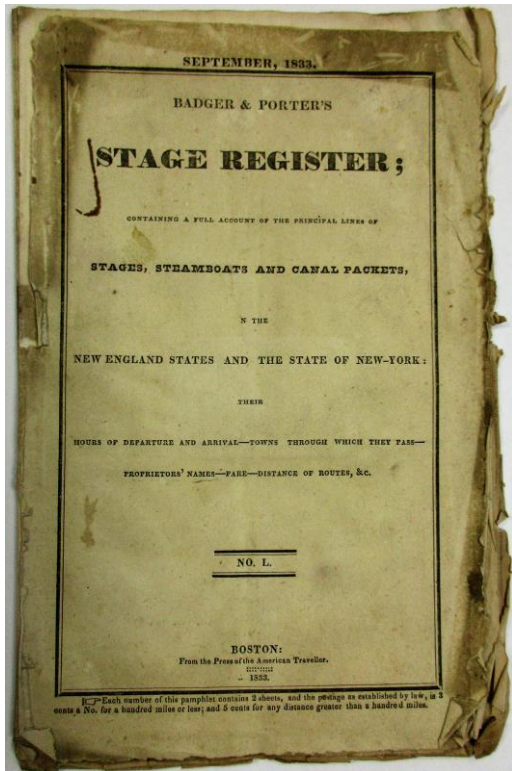 SEPTEMBER, 1833.
BADGER & PORTER'S
STAGE REGISTER;
CONTAINING A FULL ACCOUNT OF THE PRINCIPAL LINES OF
STAGES, STEAMBOATS AND CANAL PACKETS,
N THE
NEW ENGLAND STATES AND THE STATE OF NEW-YORK:
THEIR
HOURS OF DEPARTURE AND ARRIVAL—TOWNS THROUGH WHICH THEY PASS—
PROPRIETORS' NAMES—FARE—DISTANCE OF ROUTES, &C.
NO. L.
BOSTON:
From the Press of the American Traveller.
1833.
☞Each number of this pamphlet contains 2 sheets, and the postage as established by law, is 3
cents a No. for a hundred miles or less; and 5 cents for any distance greater than a hundred miles.